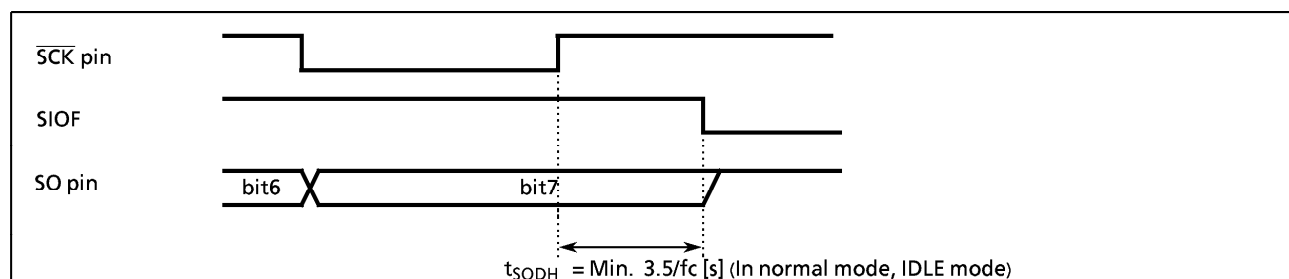 SCK pin
SIOF
SO pin
bit6
bit7
tSODH = Min. 3.5/fc [s] (In normal mode, IDLE mode)